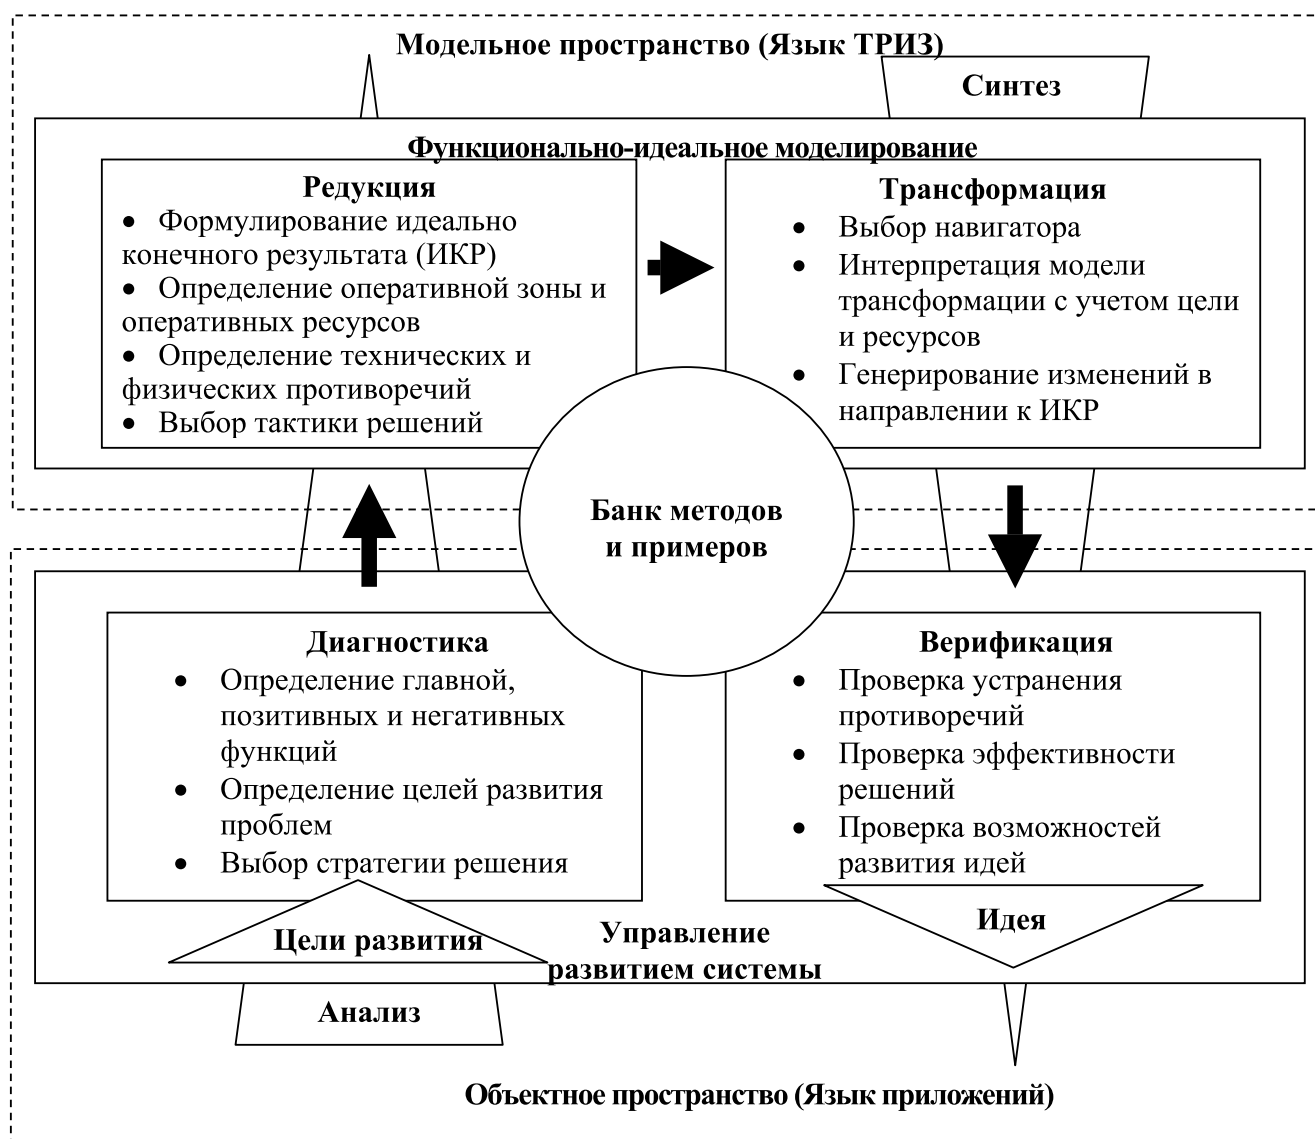 Модельное пространство (Язык ТРИЗ)
Синтез
Функционально-идеальное моделирование
Редукция
• Формулирование идеально
конечного результата (ИКР)
• Определение оперативной зоны и
оперативных ресурсов
• Определение технических и
физических противоречий
• Выбор тактики решений
Трансформация
• Выбор навигатора
• Интерпретация модели
трансформации с учетом цели
и ресурсов
• Генерирование изменений в
направлении к ИКР
Банк методов
и примеров
Диагностика
• Определение главной,
позитивных и негативных
функций
• Определение целей развития
проблем
• Выбор стратегии решения
Верификация
• Проверка устранения
противоречий
• Проверка эффективности
решений
• Проверка возможностей
развития идей
Цели развития
Управление
развитием системы
Идея
Анализ
Объектное пространство (Язык приложений)